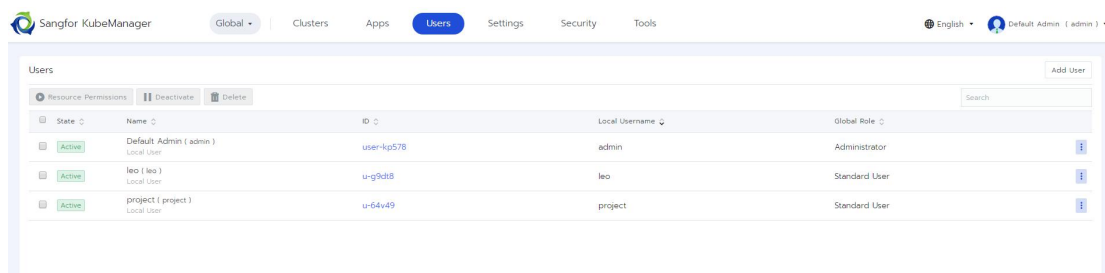 Sangfor KubeManager Global Clusters Apps Users Settings Security Tools English Default Admin ( admin )
Users Add User
Resource Permissions Deactivate Delete Search
State Name ID Local Username Global Role
Active Default Admin ( admin ) user-kp578 admin Administrator
Local User
Active leo ( leo ) u-g9dt8 leo Standard User
Local User
Active project ( project ) u-64v49 project Standard User
Local User